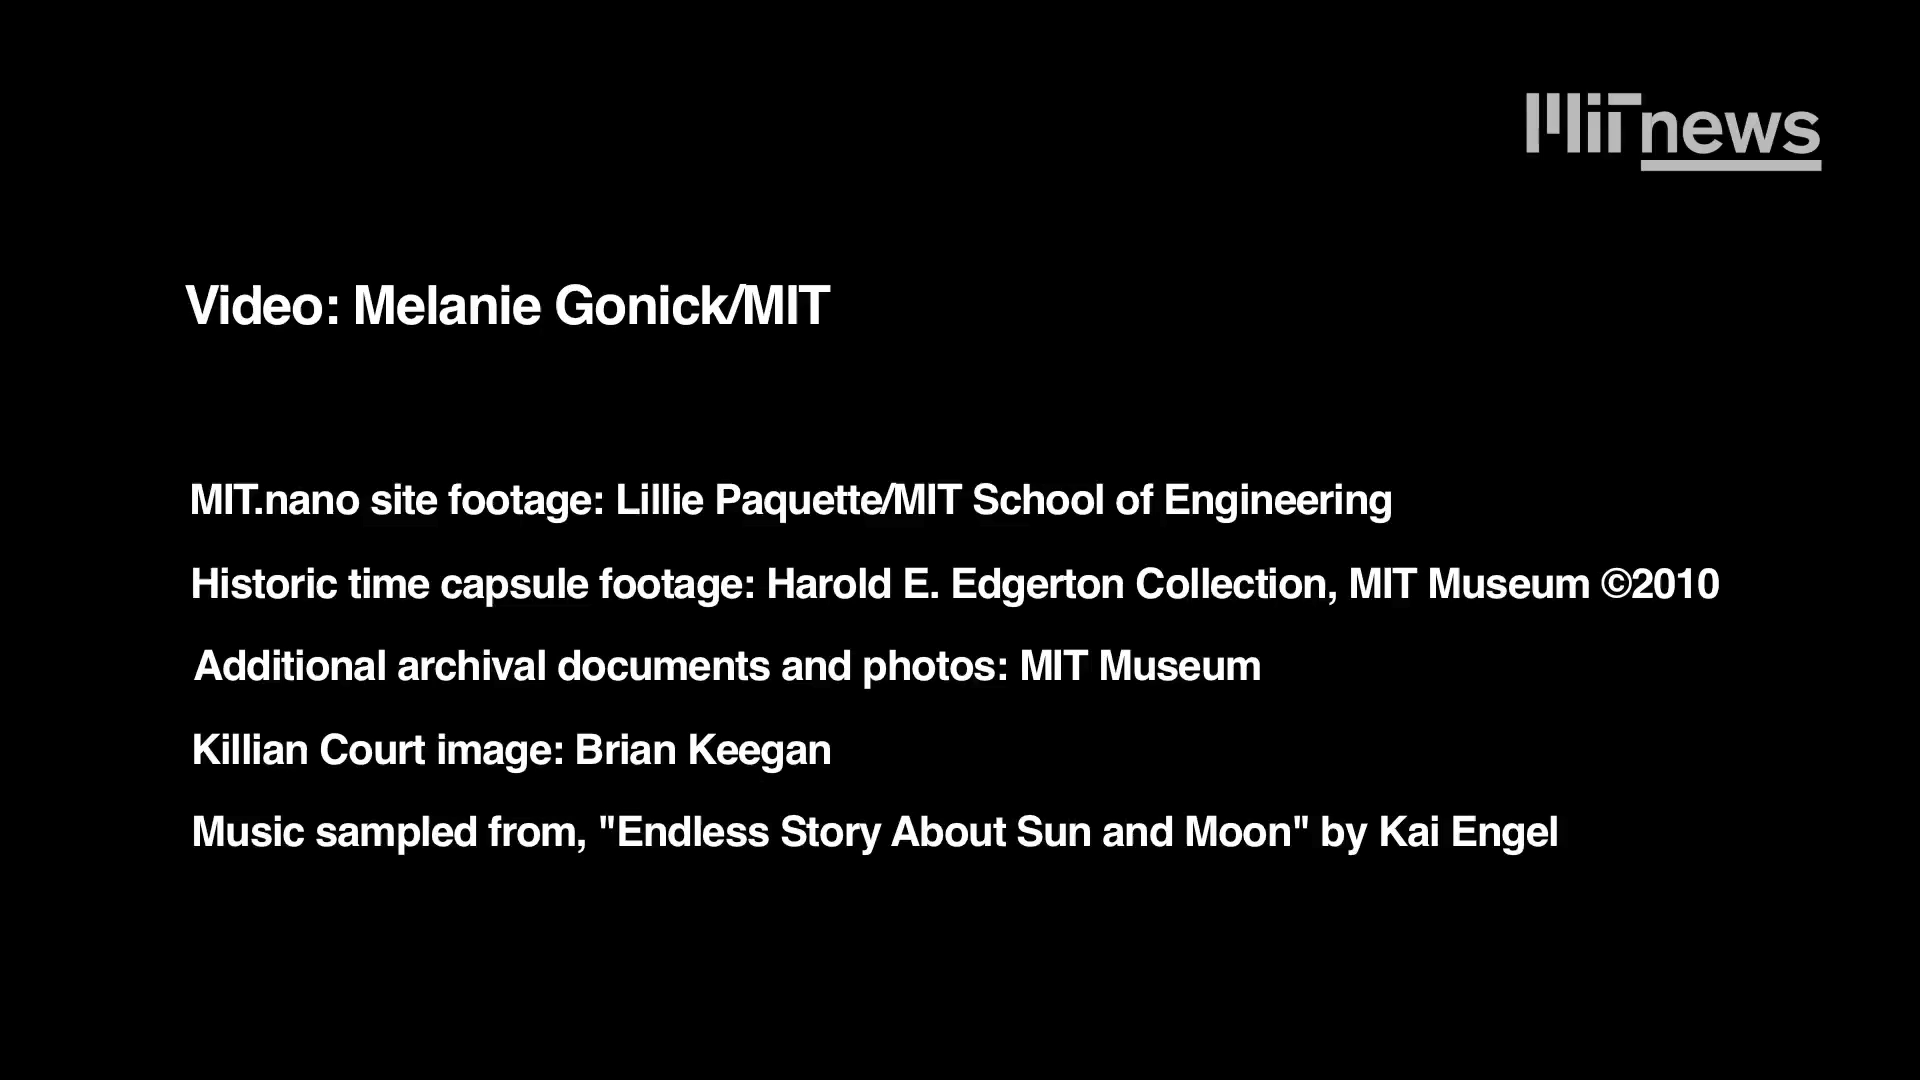 MIT news
Video: Melanie Gonick/MIT
MIT.nano site footage: Lillie Paquette/MIT School of Engineering
Historic time capsule footage: Harold E. Edgerton Collection, MIT Museum ©2010
Additional archival documents and photos: MIT Museum
Killian Court image: Brian Keegan
Music sampled from, "Endless Story About Sun and Moon" by Kai Engel